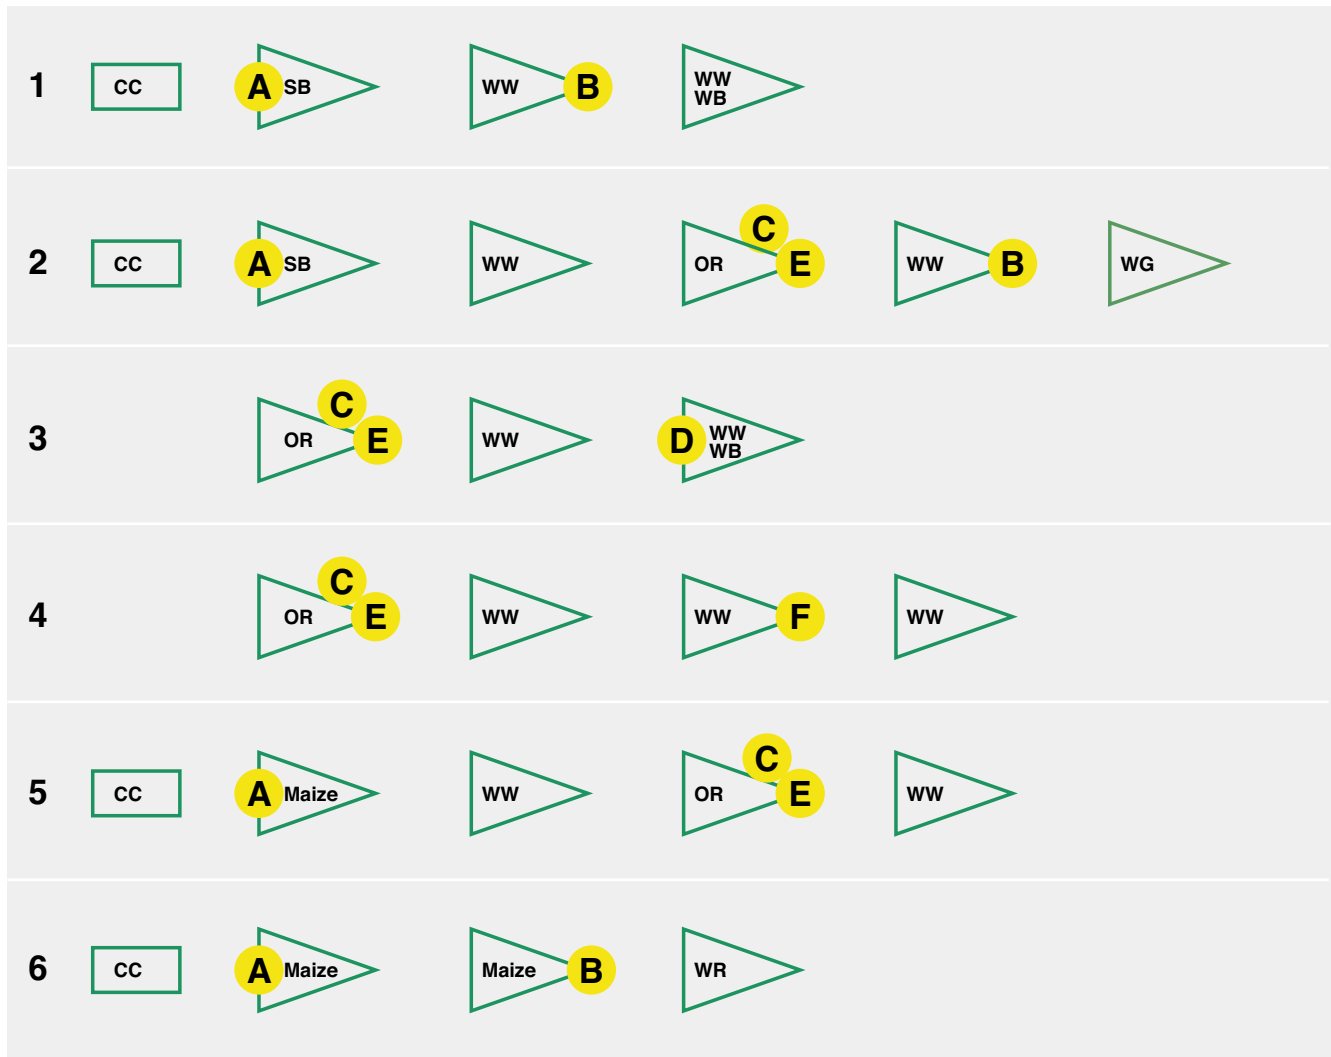 1 CC A SB WW B WW
WB
2 CC A SB WW OR C E WW B WG
3 OR C E WW D WW
WB
4 OR C E WW WW F WW
5 CC A Maize WW OR C E WW
6 CC A Maize Maize B WR